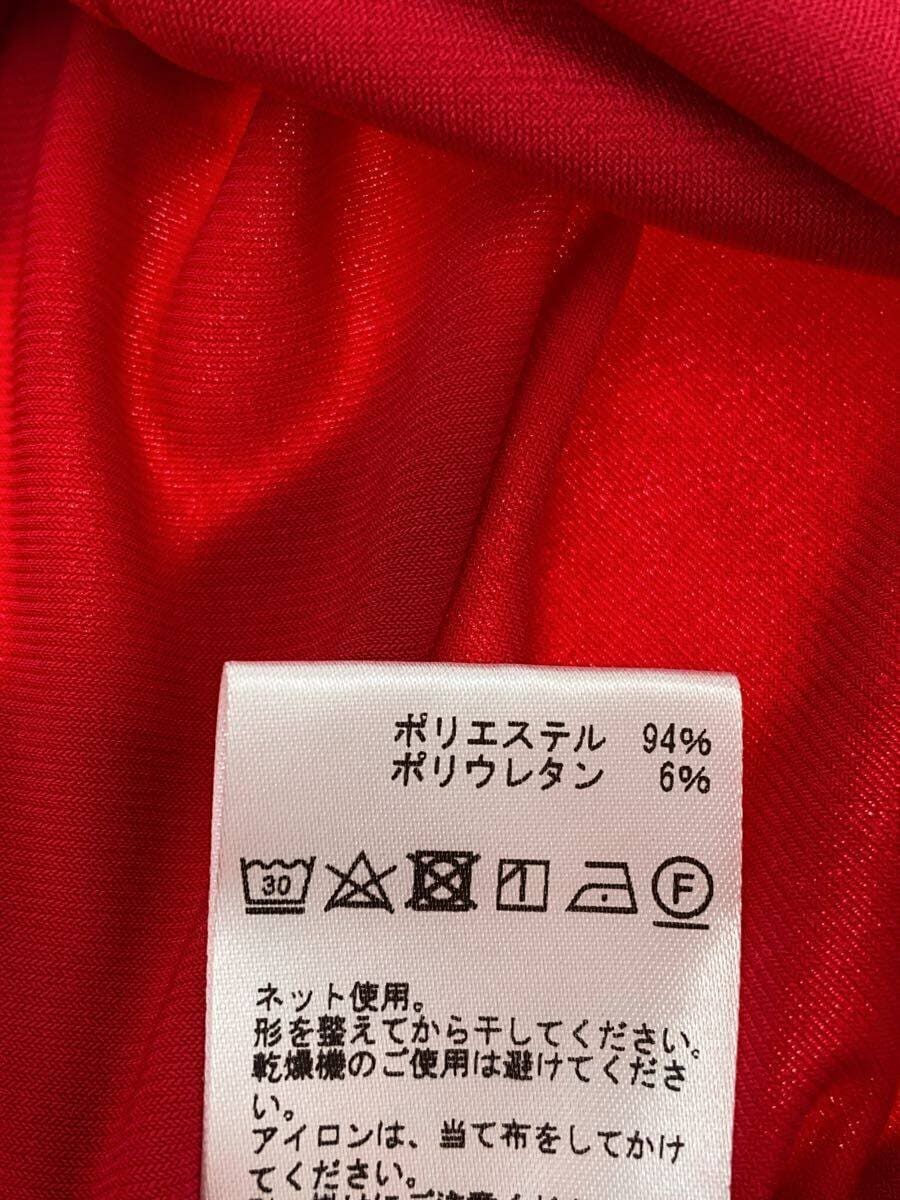 ポリエステル 94%
ポリウレタン 6%
30 F
ネット使用。
形を整えてから干してください。
乾燥機のご使用は避けてくださ
い。
アイロンは、当て布をしてかけ
てください。